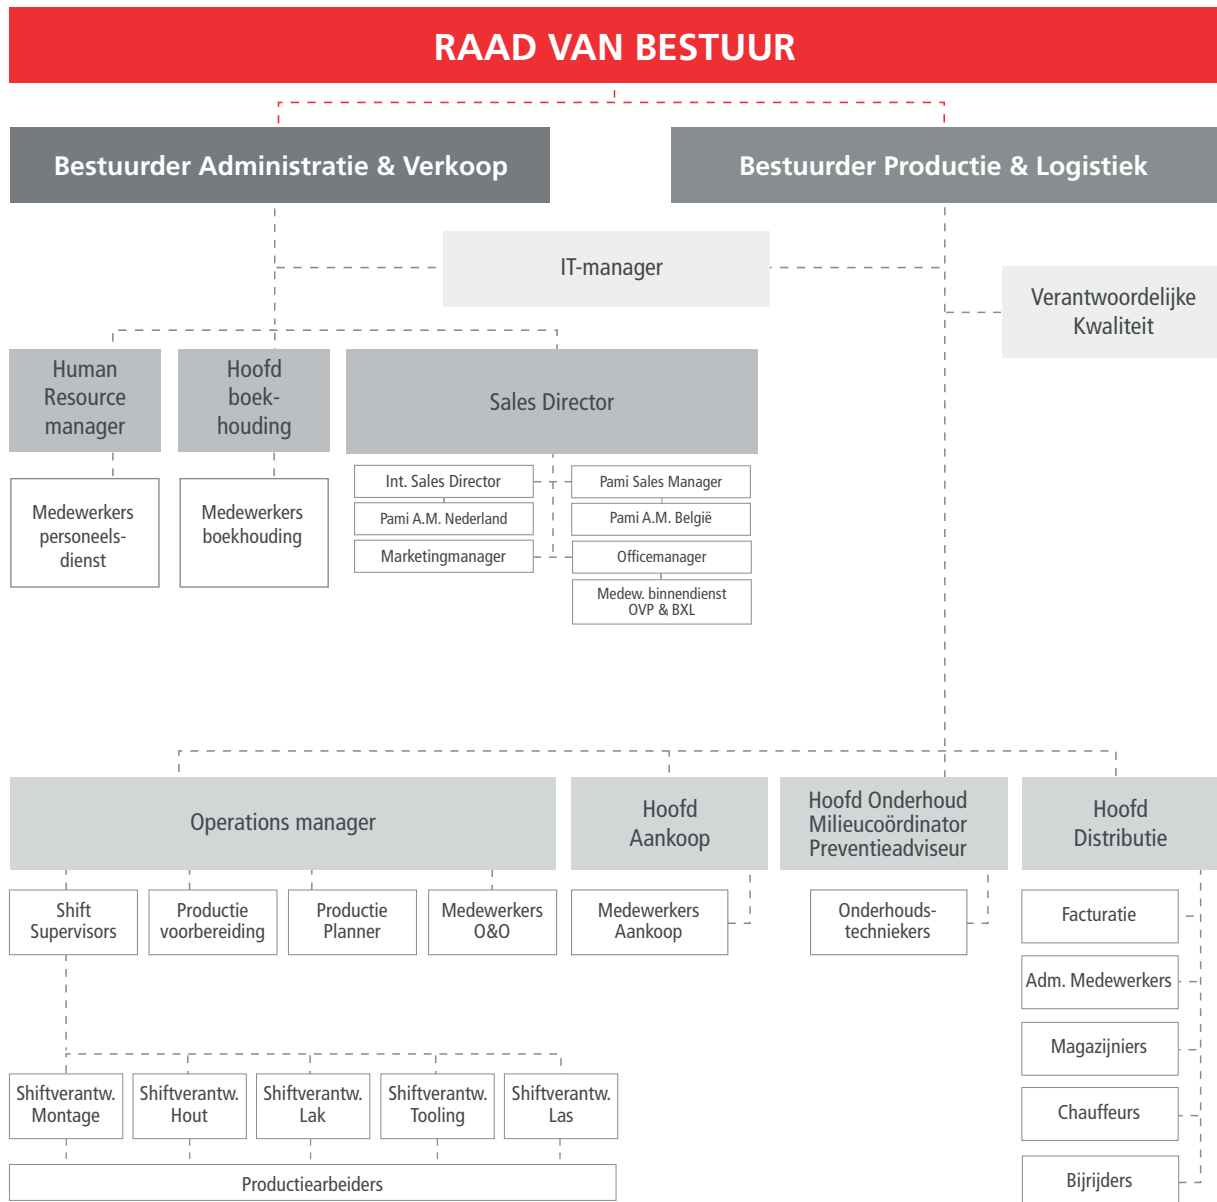 RAAD VAN BESTUUR
Bestuurder Administratie & Verkoop
Bestuurder Productie & Logistiek
IT-manager
Verantwoordelijke
Kwaliteit
Human
Resource
manager
Hoofd
boek-
houding
Sales Director
Medewerkers
personeels-
dienst
Medewerkers
boekhouding
Int. Sales Director
Pami Sales Manager
Pami A.M. Nederland
Pami A.M. België
Marketingmanager
Officemanager
Medew. binnendienst
OVP & BXL
Operations manager
Hoofd
Aankoop
Hoofd Onderhoud
Milieucoördinator
Preventieadviseur
Hoofd
Distributie
Shift
Supervisors
Productie
voorbereiding
Productie
Planner
Medewerkers
O&O
Medewerkers
Aankoop
Onderhouds-
techniekers
Facturatie
Adm. Medewerkers
Magazijniers
Chauffeurs
Bijrijders
Shiftverantw.
Montage
Shiftverantw.
Hout
Shiftverantw.
Lak
Shiftverantw.
Tooling
Shiftverantw.
Las
Productiearbeiders